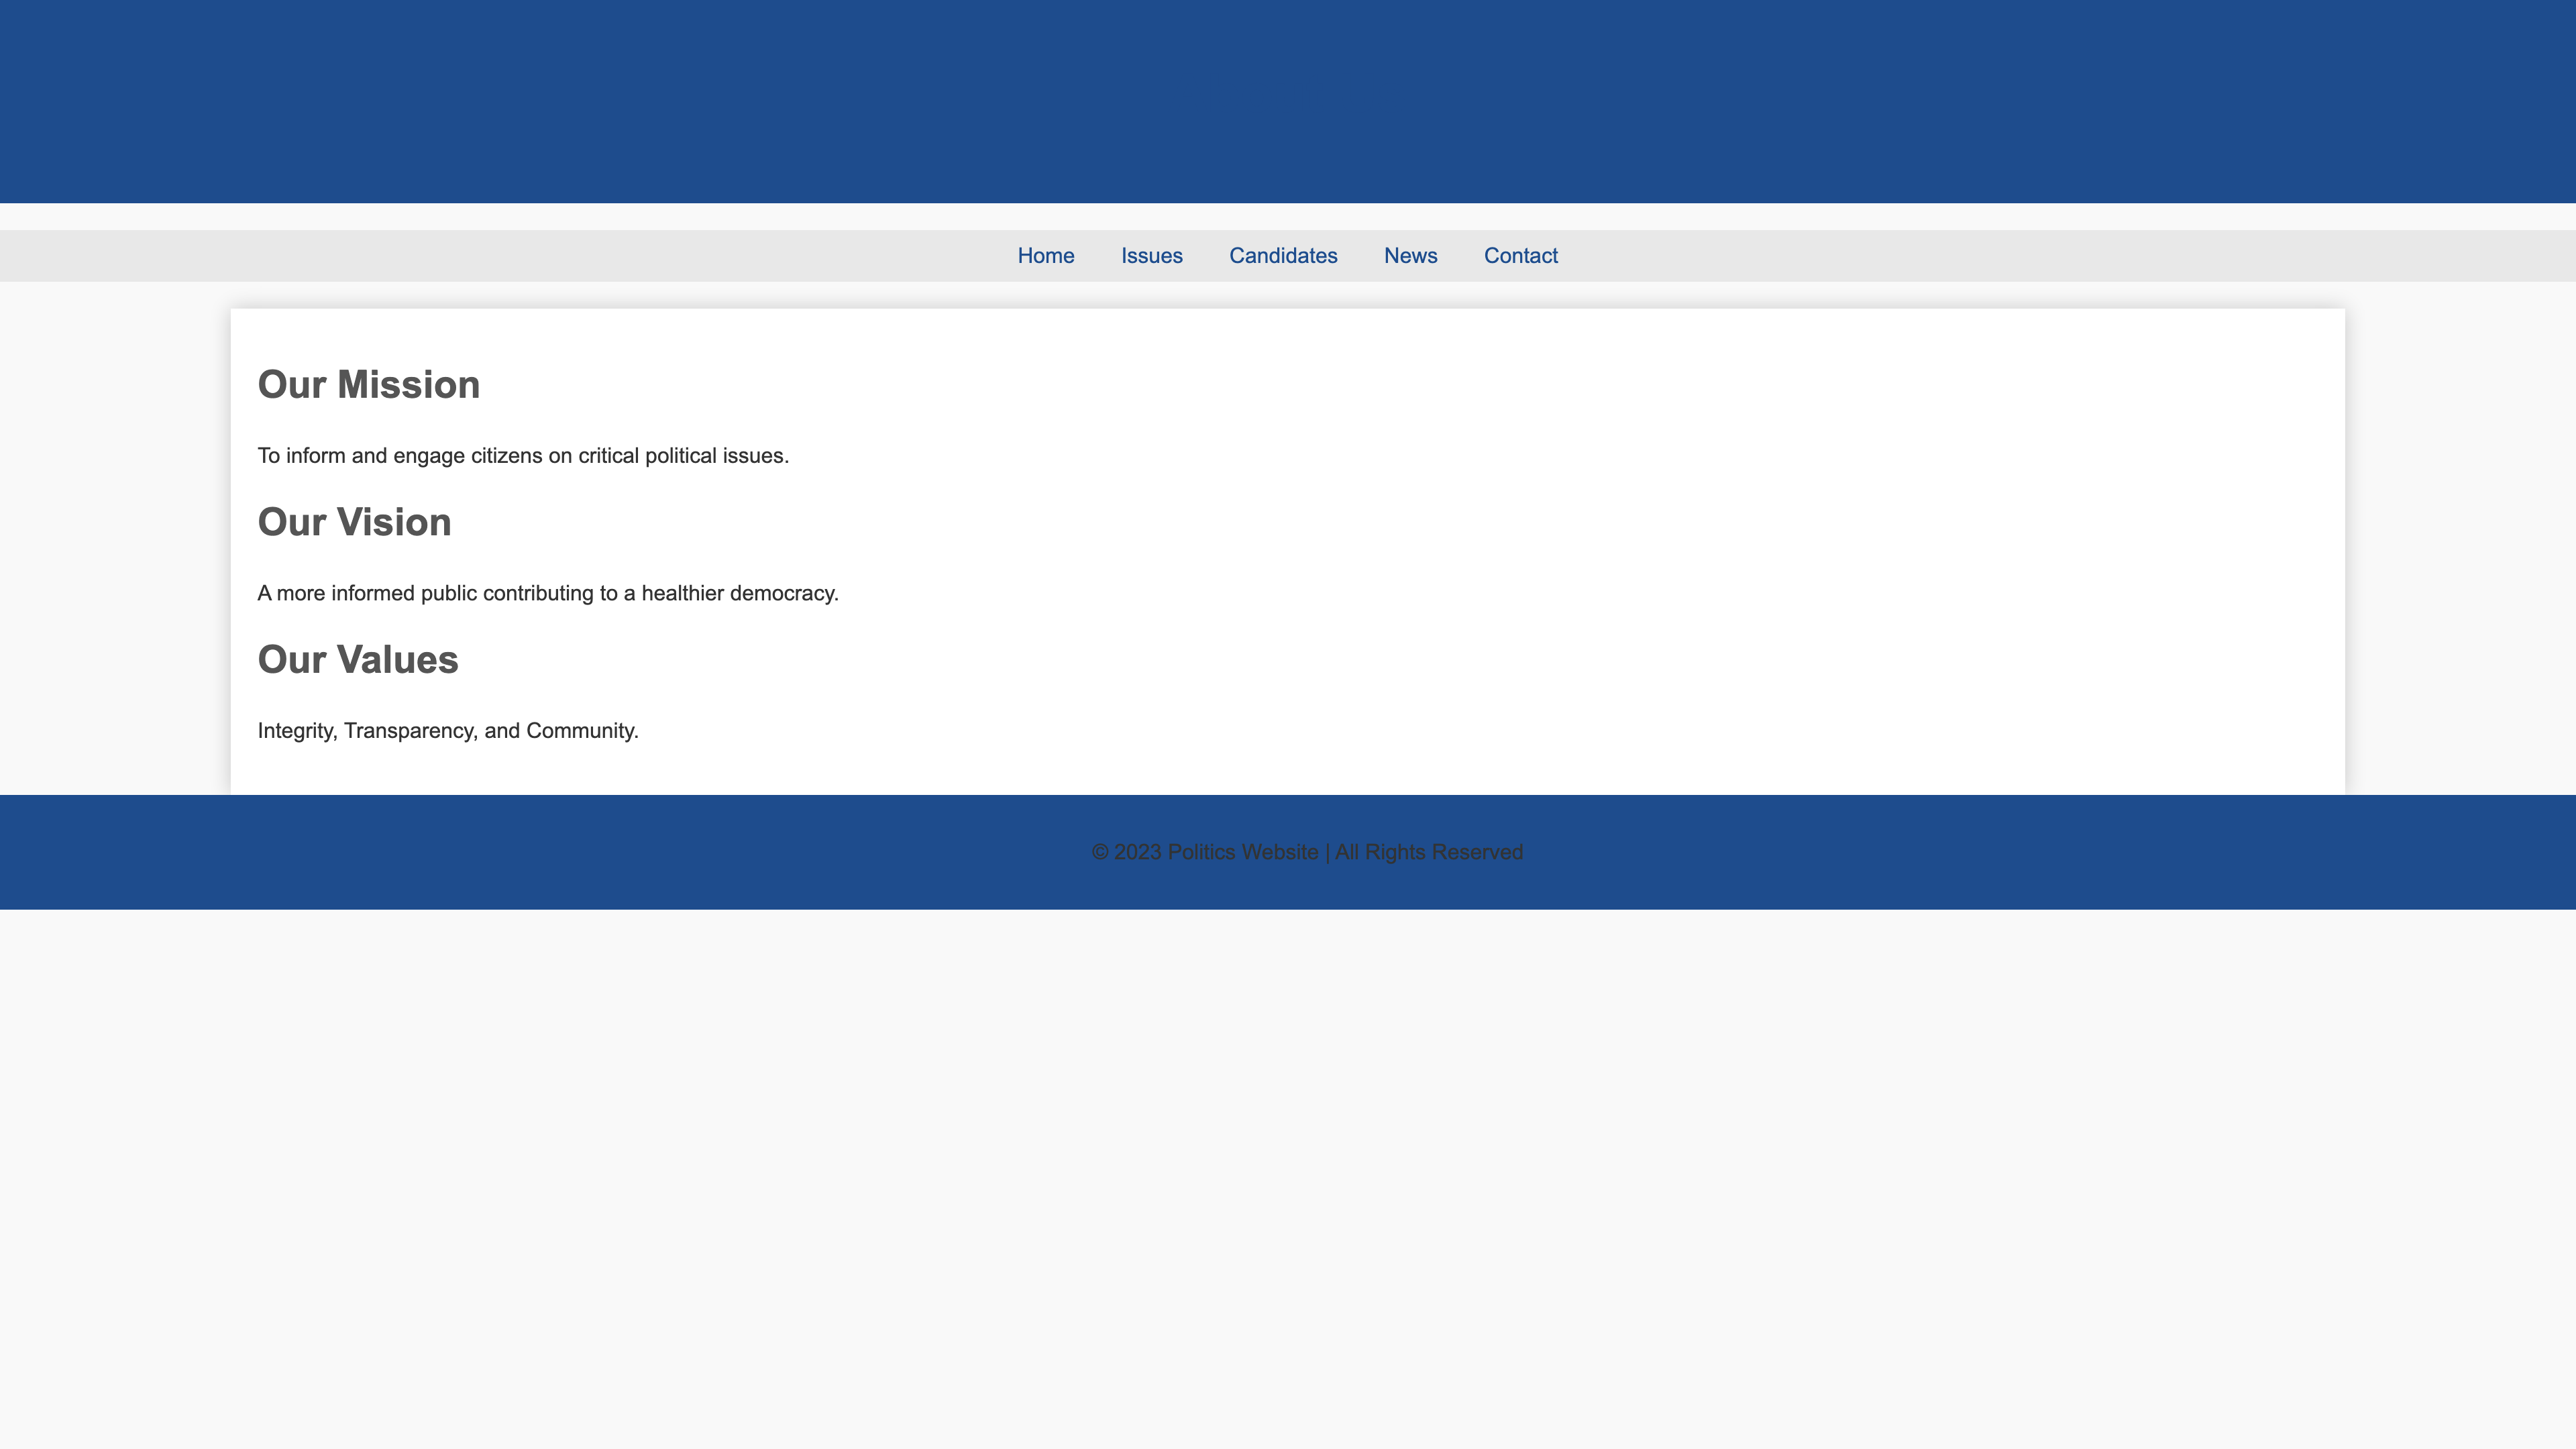 Home Issues Candidates News Contact
Our Mission
To inform and engage citizens on critical political issues.
Our Vision
A more informed public contributing to a healthier democracy.
Our Values
Integrity, Transparency, and Community.
© 2023 Politics Website | All Rights Reserved